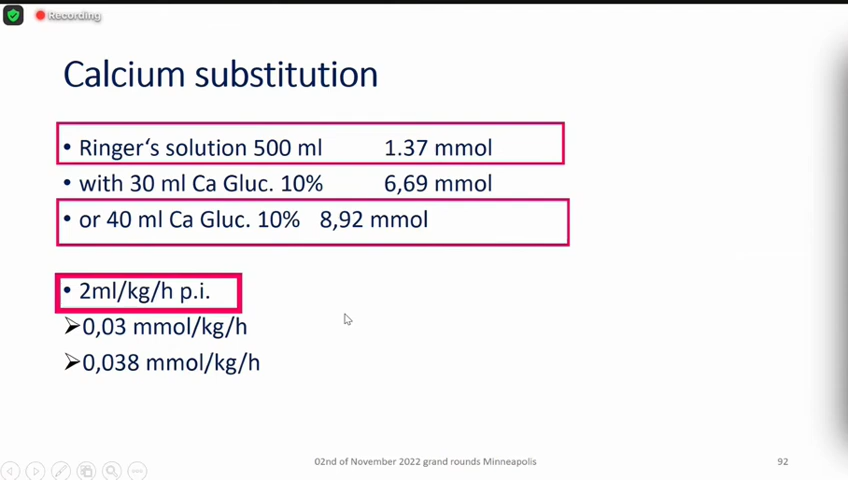 Recording
Calcium substitution
• Ringer‘s solution 500 ml 1.37 mmol
• with 30 ml Ca Gluc. 10% 6,69 mmol
• or 40 ml Ca Gluc. 10% 8,92 mmol
• 2ml/kg/h p.i.
➢0,03 mmol/kg/h
➢0,038 mmol/kg/h
02nd of November 2022 grand rounds Minneapolis 92